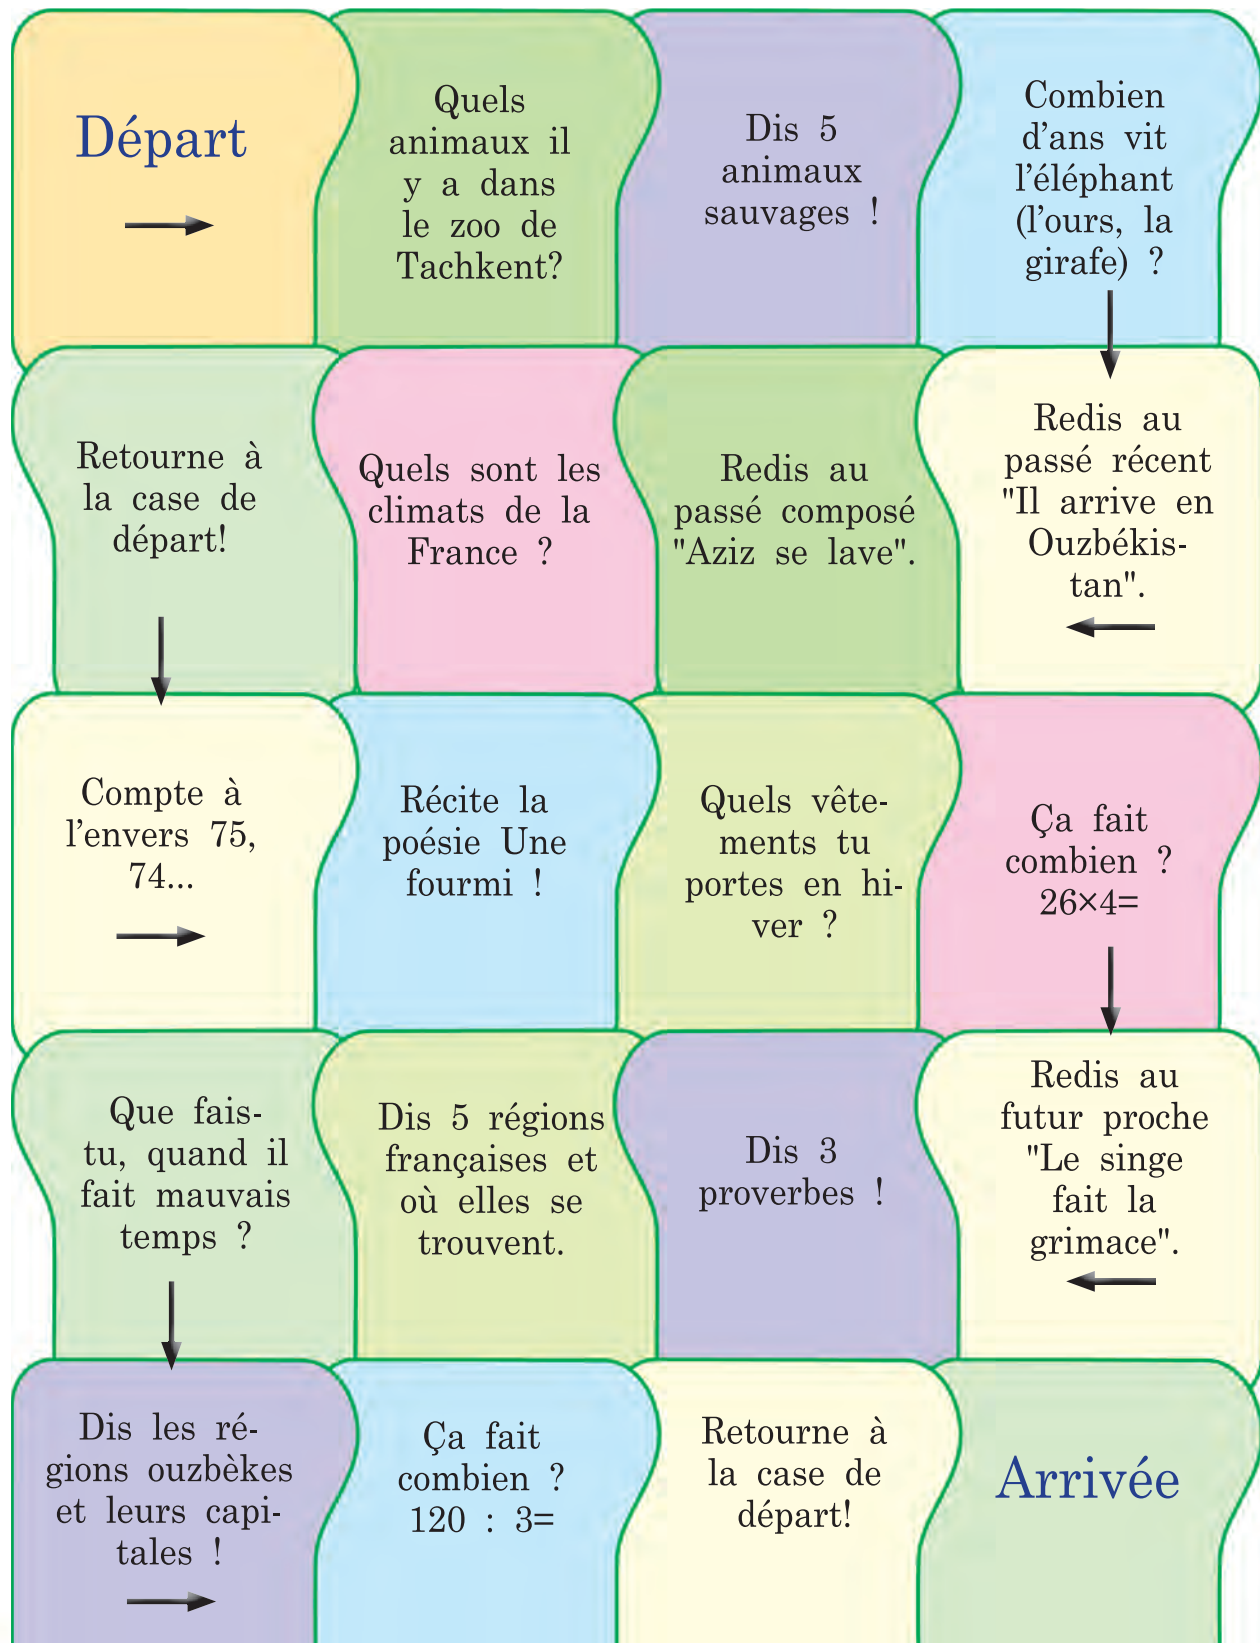 Départ
Quels
animaux il
y a dans
le zoo de
Tachkent?
Dis 5
animaux
sauvages !
Combien
d'ans vit
l'éléphant
(l'ours, la
girafe) ?
Retourne à
la case de
départ!
Quels sont les
climats de la
France ?
Redis au
passé composé
"Aziz se lave".
Redis au
passé récent
"Il arrive en
Ouzbékis-
tan".
Compte à
l'envers 75,
74...
Récite la
poésie Une
fourmi !
Quels vête-
ments tu
portes en hi-
ver ?
Ça fait
combien ?
26×4=
Que fais-
tu, quand il
fait mauvais
temps ?
Dis 5 régions
françaises et
où elles se
trouvent.
Dis 3
proverbes !
Redis au
futur proche
"Le singe
fait la
grimace".
Dis les ré-
gions ouzbèkes
et leurs capi-
tales !
Ça fait
combien ?
120 : 3=
Retourne à
la case de
départ!
Arrivée